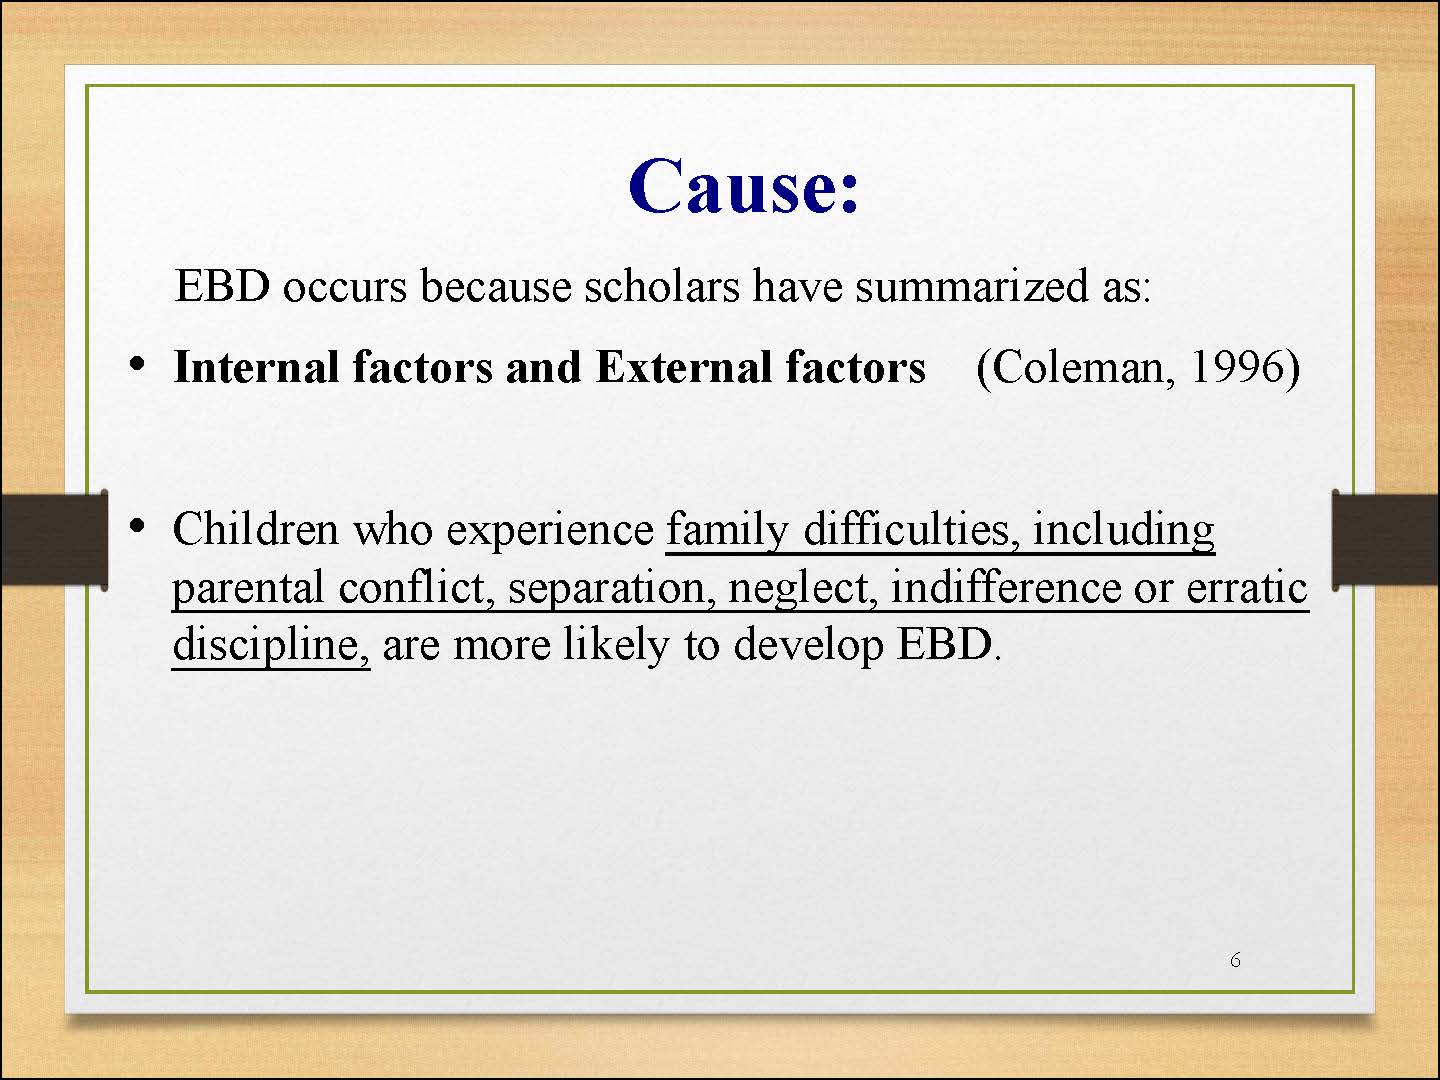 Cause:
EBD occurs because scholars have summarized as:
• Internal factors and External factors (Coleman, 1996)
• Children who experience family difficulties, including
parental conflict, separation, neglect, indifference or erratic
discipline, are more likely to develop EBD.
6